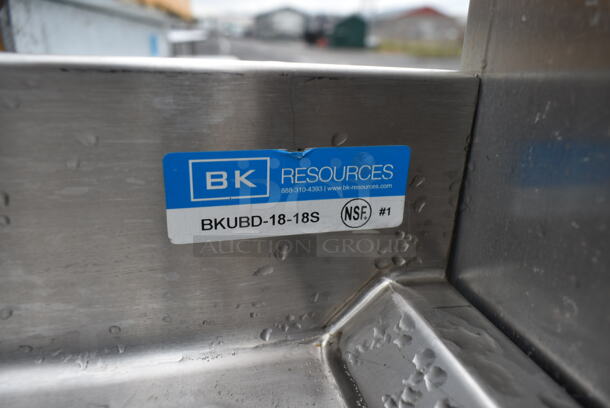 BK RESOURCES
888-310-4393 | www.bk-resources.com
BKUBD-18-18S NSF. #1
AUCTION GROUP